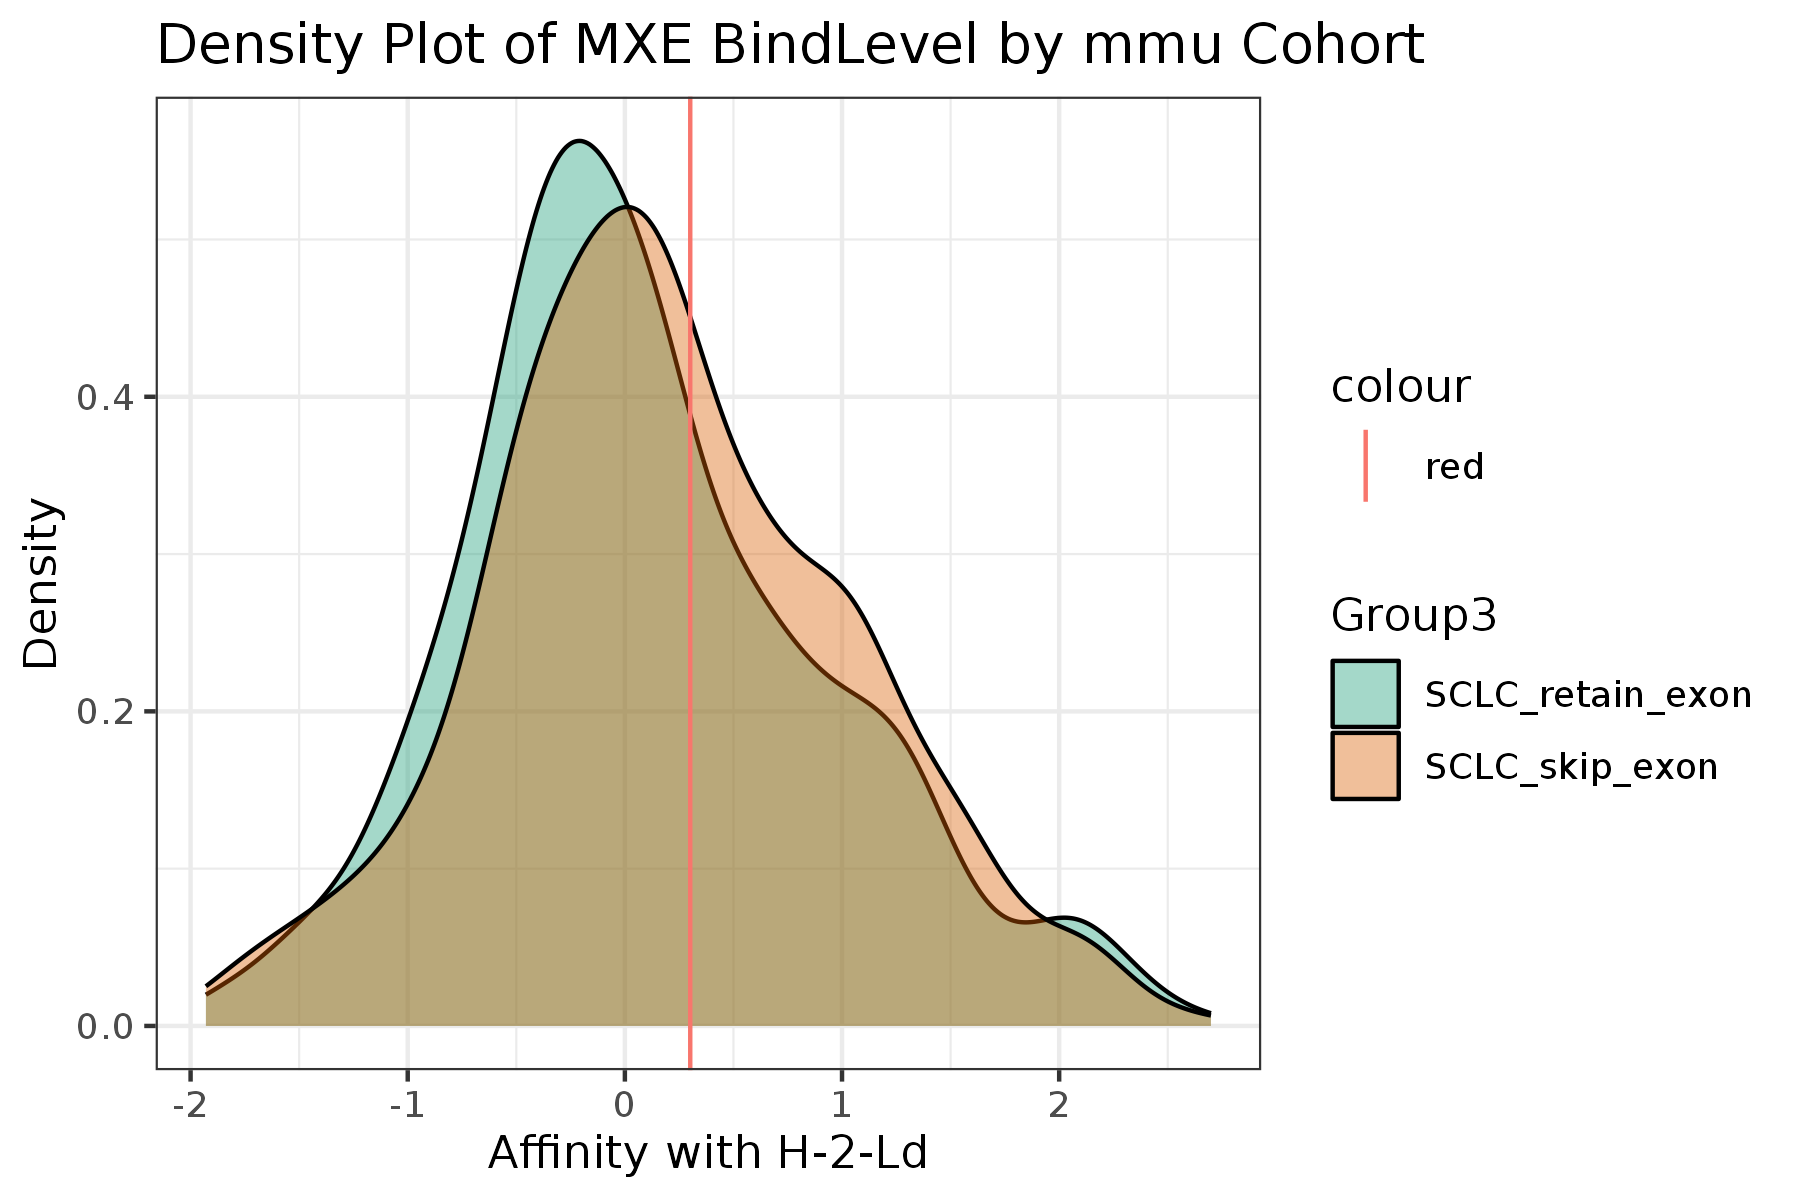 Density Plot of MXE BindLevel by mmu Cohort
Density
0.4
0.2
0.0
-2 -1 0 1 2
Affinity with H-2-Ld
colour
red
Group3
SCLC_retain_exon
SCLC_skip_exon